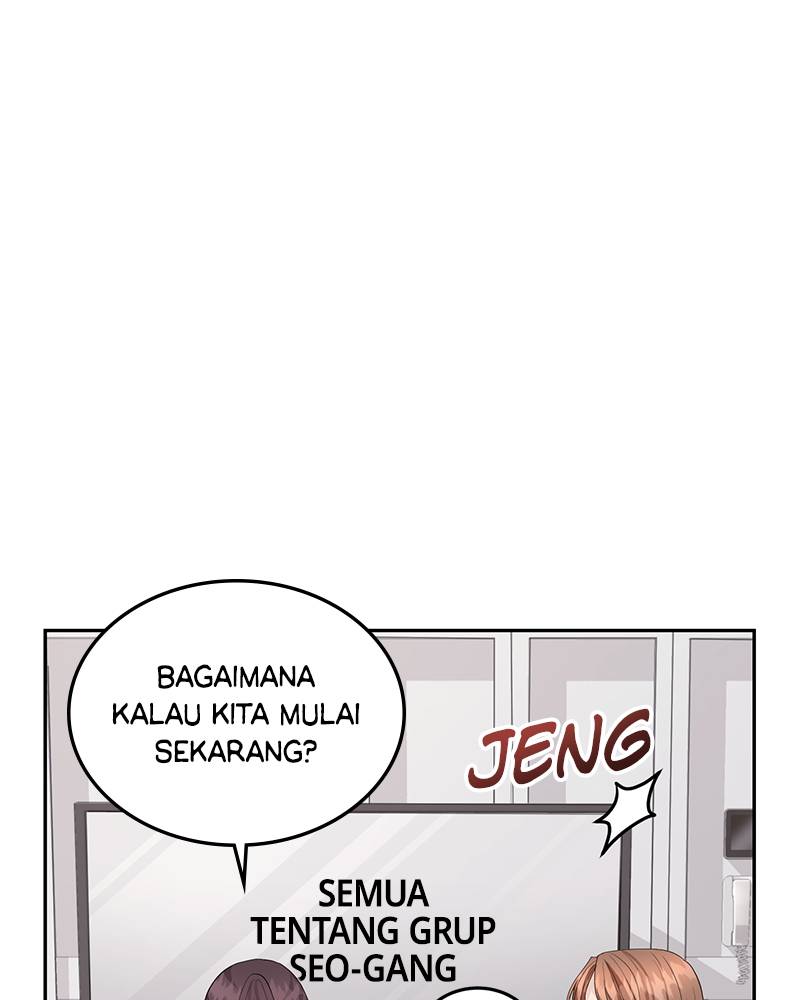 BAGAIMANA
KALAU KITA MULAI
SEKARANG?
JENG
SEMUA
TENTANG GRUP
SEO-GANG